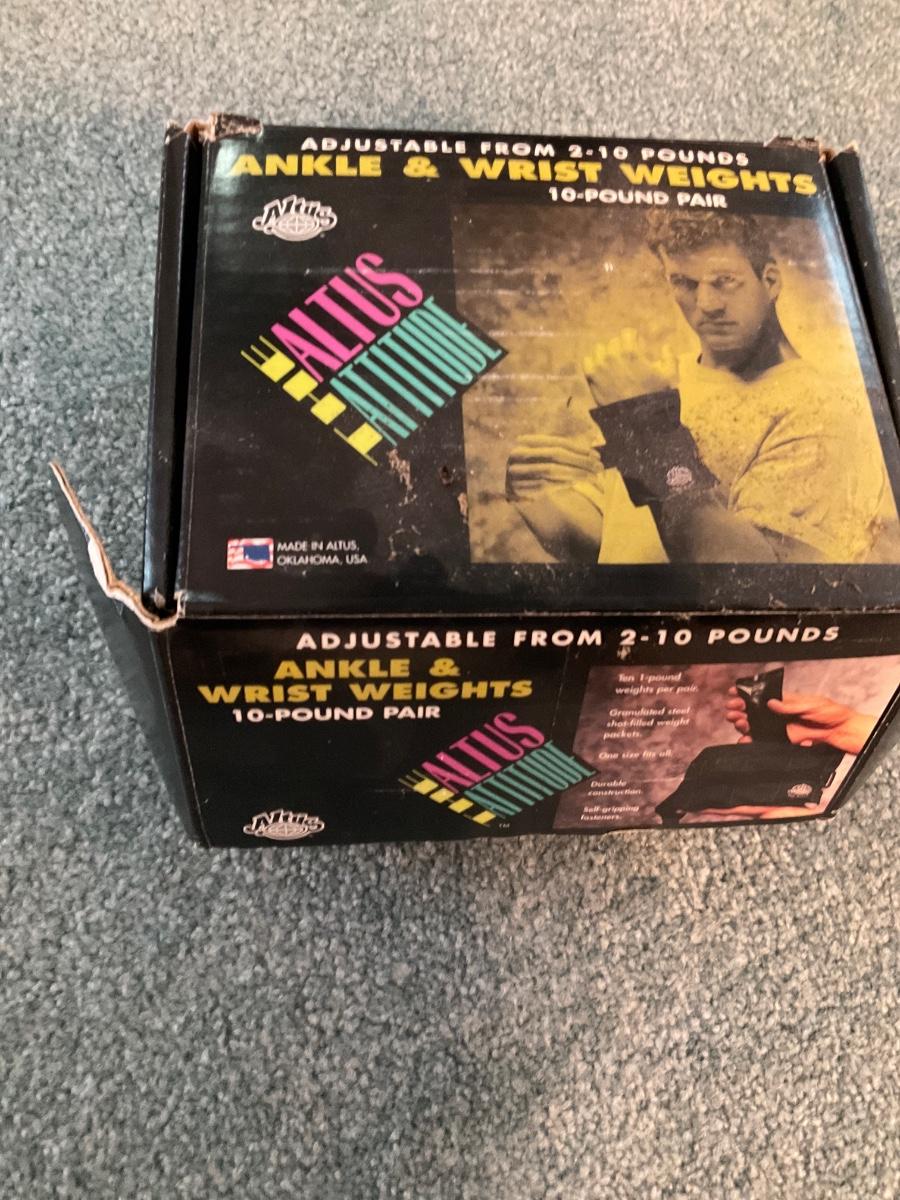 ADJUSTABLE FROM 2-10 POUNDS
ANKLE & WRIST WEIGHTS
10-POUND PAIR
Altus
ALTUS
ATTITUDE
MADE IN ALTUS,
OKLAHOMA, USA
ADJUSTABLE FROM 2-10 POUNDS
ANKLE &
WRIST WEIGHTS
10-POUND PAIR
ALTUS
ATTITUDE
TM
Altus
Ten 1-pound
weights per pair.
Granulated steel
shot-filled weight
packets.
One size fits all.
Durable
construction.
Self-gripping
fasteners.